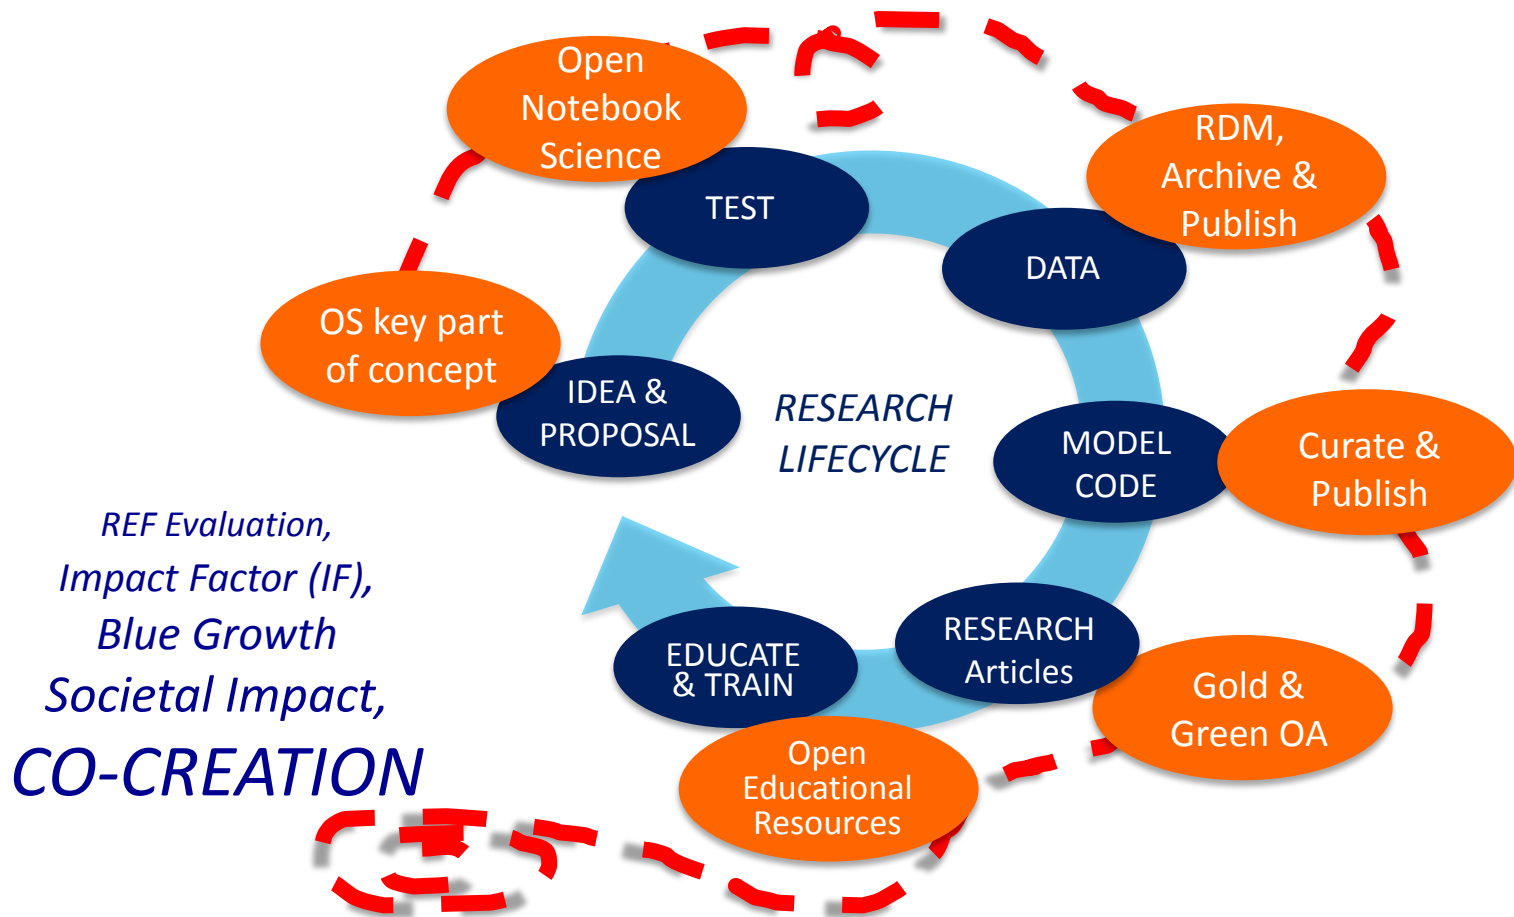 Open
Notebook
Science
TEST
RDM,
Archive &
Publish
DATA
OS key part
of concept
IDEA &
PROPOSAL
RESEARCH
LIFECYCLE
MODEL
CODE
Curate &
Publish
REF Evaluation,
Impact Factor (IF),
Blue Growth
Societal Impact,
CO-CREATION
EDUCATE
& TRAIN
RESEARCH
Articles
Gold &
Green OA
Open
Educational
Resources